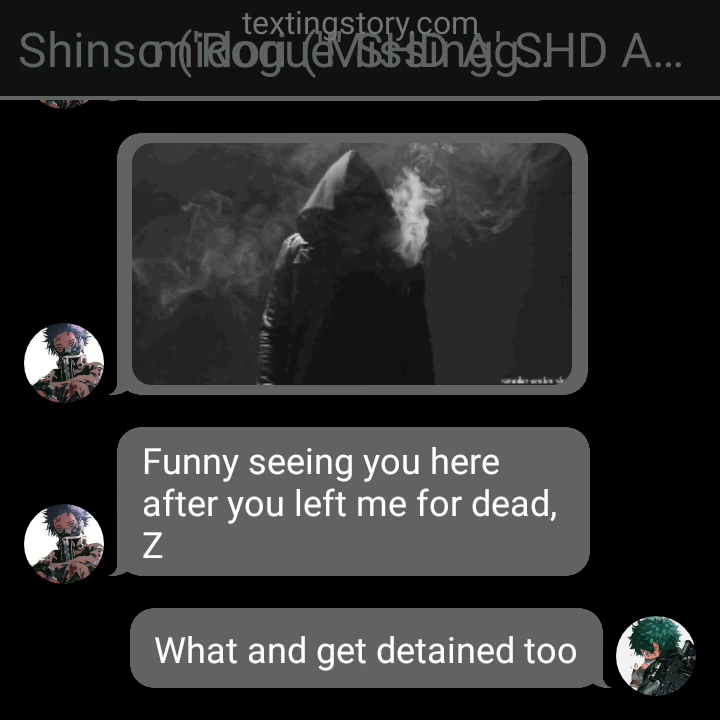 textingstory.com
Funny seeing you here
after you left me for dead,
Z
What and get detained too